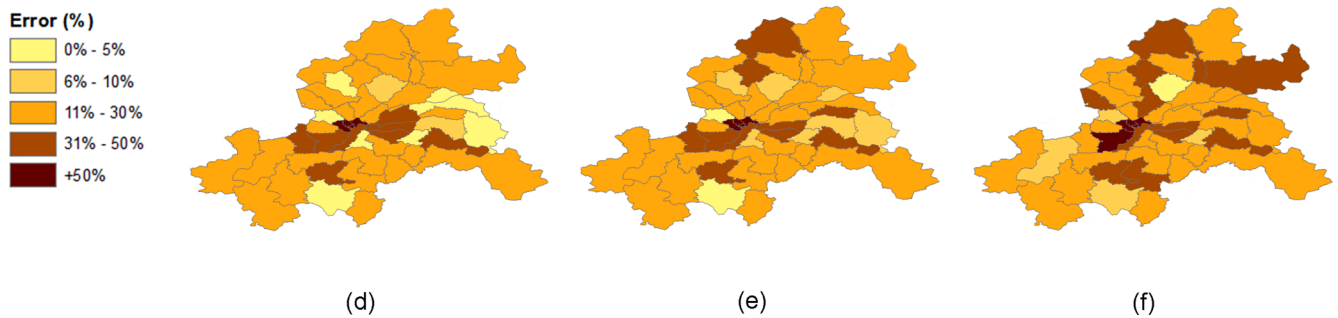 Error (%)
0% - 5%
6% - 10%
11% - 30%
31% - 50%
+50%
(d) (e) (f)